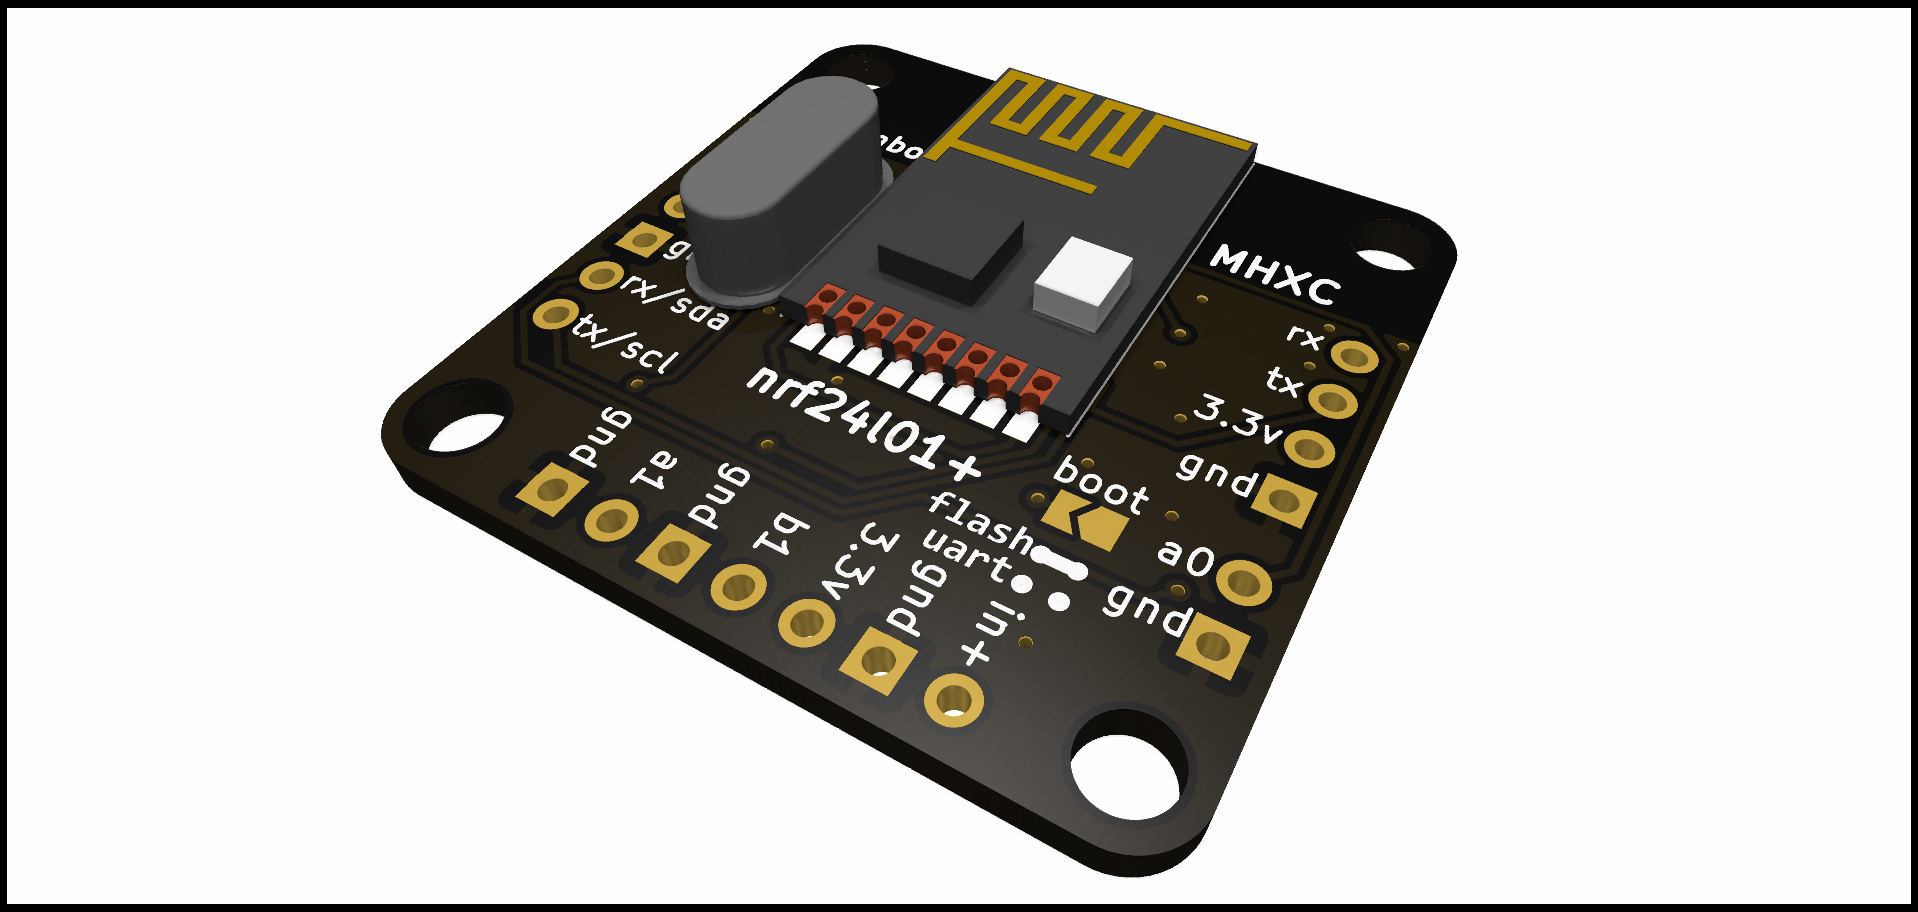 MHXC
rx/sda
tx/scl
nrf24l01+
rx
tx
3.3v
gnd
a0
gnd
boot
flash
uart
gnd
a1
gnd
b1
3.3v
gnd
in+